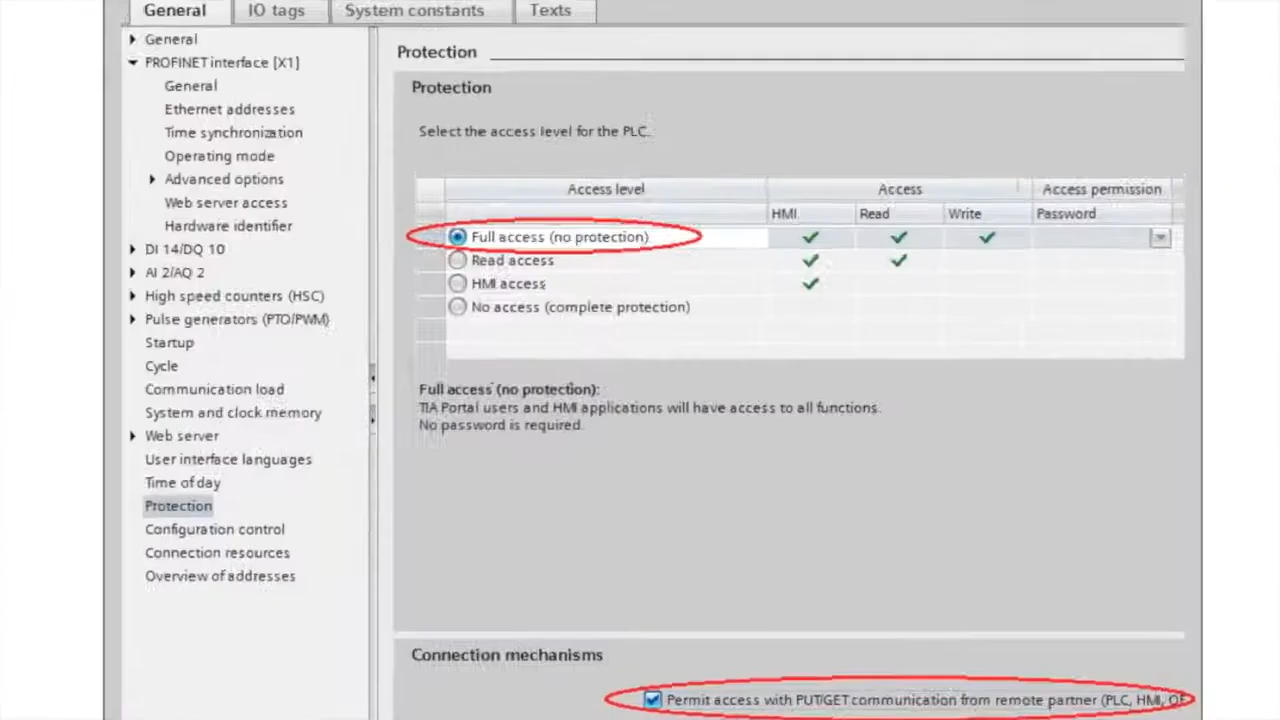 General IO tags System constants Texts
General
PROFINET interface [X1]
General
Ethernet addresses
Time synchronization
Operating mode
Advanced options
Web server access
Hardware identifier
DI 14/DQ 10
AI 2/AQ 2
High speed counters (HSC)
Pulse generators (PTO/PWM)
Startup
Cycle
Communication load
System and clock memory
Web server
User interface languages
Time of day
Protection
Configuration control
Connection resources
Overview of addresses
Protection
Protection
Select the access level for the PLC.
Access level Access Access permission
HMI Read Write Password
Full access (no protection)
Read access
HMI access
No access (complete protection)
Full access (no protection):
TIA Portal users and HMI applications will have access to all functions.
No password is required.
Connection mechanisms
Permit access with PUT/GET communication from remote partner (PLC, HMI,